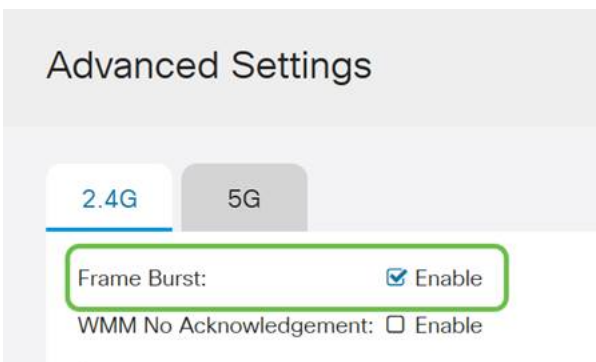 Advanced Settings
2.4G 5G
Frame Burst: Enable
WMM No Acknowledgement: Enable